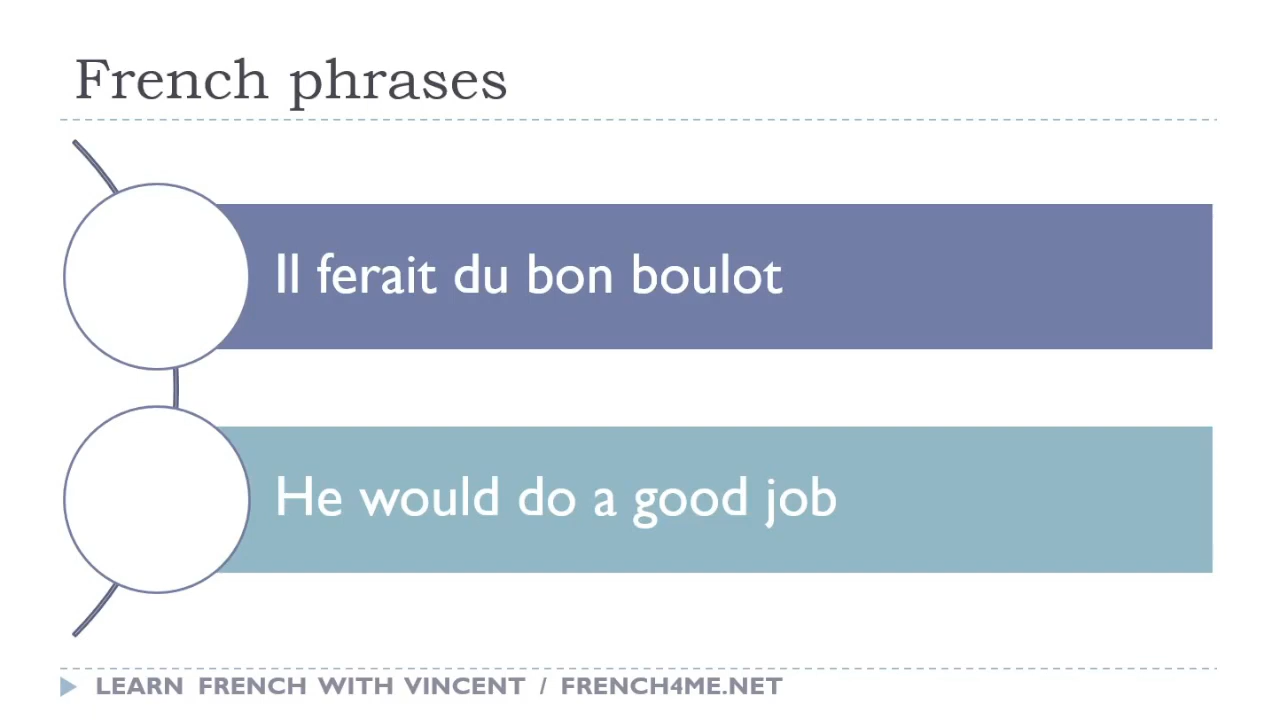 French phrases
Il ferait du bon boulot
He would do a good job
LEARN FRENCH WITH VINCENT / FRENCH4ME.NET